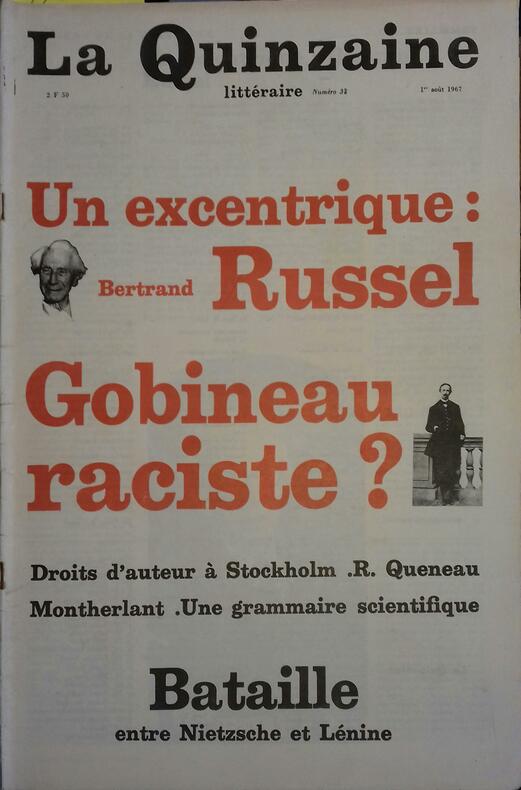 La Quinzaine
2 F 50 littéraire Numéro 32 1er août 1967
Un excentrique :
Bertrand Russel
Gobineau
raciste ?
Droits d'auteur à Stockholm .R. Queneau
Montherlant .Une grammaire scientifique
Bataille
entre Nietzsche et Lénine